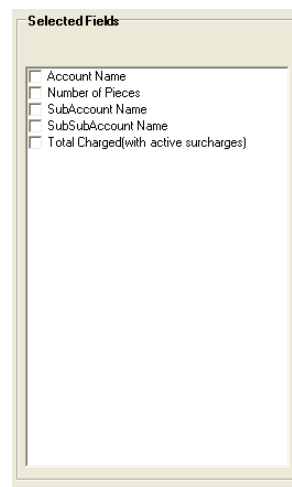 Selected Fields
Account Name
Number of Pieces
SubAccount Name
SubSubAccount Name
Total Charged(with active surcharges)